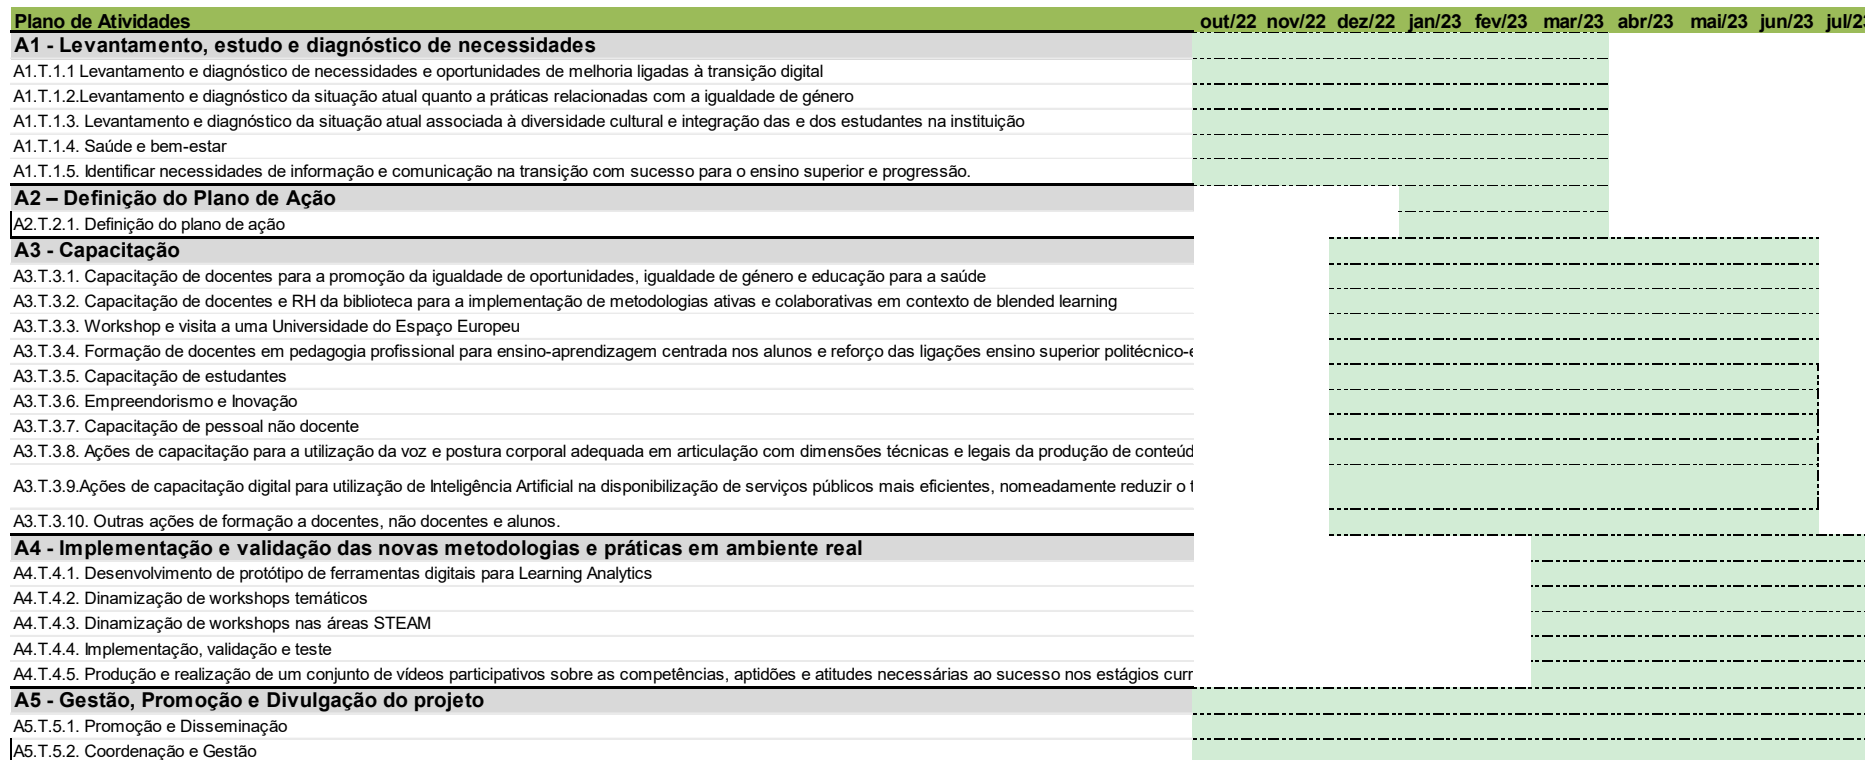 Plano de Atividades out/22 nov/22 dez/22 jan/23 fev/23 mar/23 abr/23 mai/23 jun/23 jul/23
A1 - Levantamento, estudo e diagnóstico de necessidades
A1.T.1.1 Levantamento e diagnóstico de necessidades e oportunidades de melhoria ligadas à transição digital
A1.T.1.2.Levantamento e diagnóstico da situação atual quanto a práticas relacionadas com a igualdade de género
A1.T.1.3. Levantamento e diagnóstico da situação atual associada à diversidade cultural e integração das e dos estudantes na instituição
A1.T.1.4. Saúde e bem-estar
A1.T.1.5. Identificar necessidades de informação e comunicação na transição com sucesso para o ensino superior e progressão.
A2 – Definição do Plano de Ação
A2.T.2.1. Definição do plano de ação
A3 - Capacitação
A3.T.3.1. Capacitação de docentes para a promoção da igualdade de oportunidades, igualdade de género e educação para a saúde
A3.T.3.2. Capacitação de docentes e RH da biblioteca para a implementação de metodologias ativas e colaborativas em contexto de blended learning
A3.T.3.3. Workshop e visita a uma Universidade do Espaço Europeu
A3.T.3.4. Formação de docentes em pedagogia profissional para ensino-aprendizagem centrada nos alunos e reforço das ligações ensino superior politécnico-e
A3.T.3.5. Capacitação de estudantes
A3.T.3.6. Empreendorismo e Inovação
A3.T.3.7. Capacitação de pessoal não docente
A3.T.3.8. Ações de capacitação para a utilização da voz e postura corporal adequada em articulação com dimensões técnicas e legais da produção de conteúd
A3.T.3.9.Ações de capacitação digital para utilização de Inteligência Artificial na disponibilização de serviços públicos mais eficientes, nomeadamente reduzir o t
A3.T.3.10. Outras ações de formação a docentes, não docentes e alunos.
A4 - Implementação e validação das novas metodologias e práticas em ambiente real
A4.T.4.1. Desenvolvimento de protótipo de ferramentas digitais para Learning Analytics
A4.T.4.2. Dinamização de workshops temáticos
A4.T.4.3. Dinamização de workshops nas áreas STEAM
A4.T.4.4. Implementação, validação e teste
A4.T.4.5. Produção e realização de um conjunto de vídeos participativos sobre as competências, aptidões e atitudes necessárias ao sucesso nos estágios curr
A5 - Gestão, Promoção e Divulgação do projeto
A5.T.5.1. Promoção e Disseminação
A5.T.5.2. Coordenação e Gestão